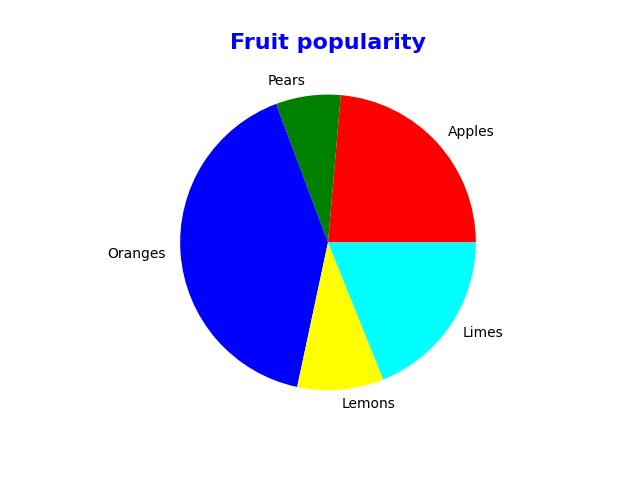 Fruit popularity
Pears
Apples
Oranges
Limes
Lemons